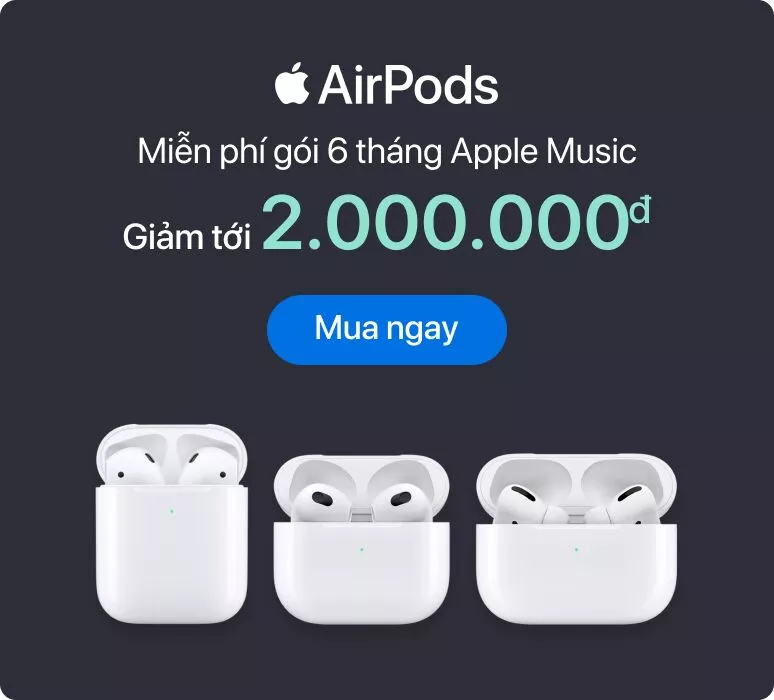 AirPods
Miễn phí gói 6 tháng Apple Music
Giảm tới 2.000.000đ
Mua ngay